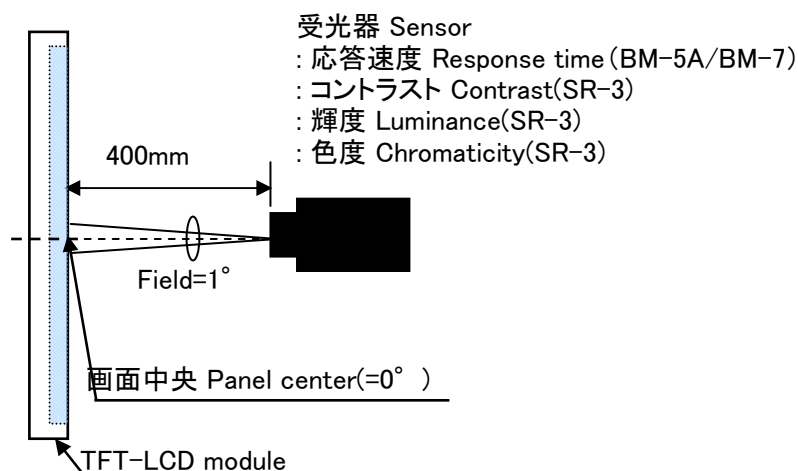 受光器 Sensor
: 応答速度 Response time(BM-5A/BM-7)
: コントラスト Contrast(SR-3)
: 輝度 Luminance(SR-3)
: 色度 Chromaticity(SR-3)
400mm
Field=1°
画面中央 Panel center(=0°)
TFT-LCD module